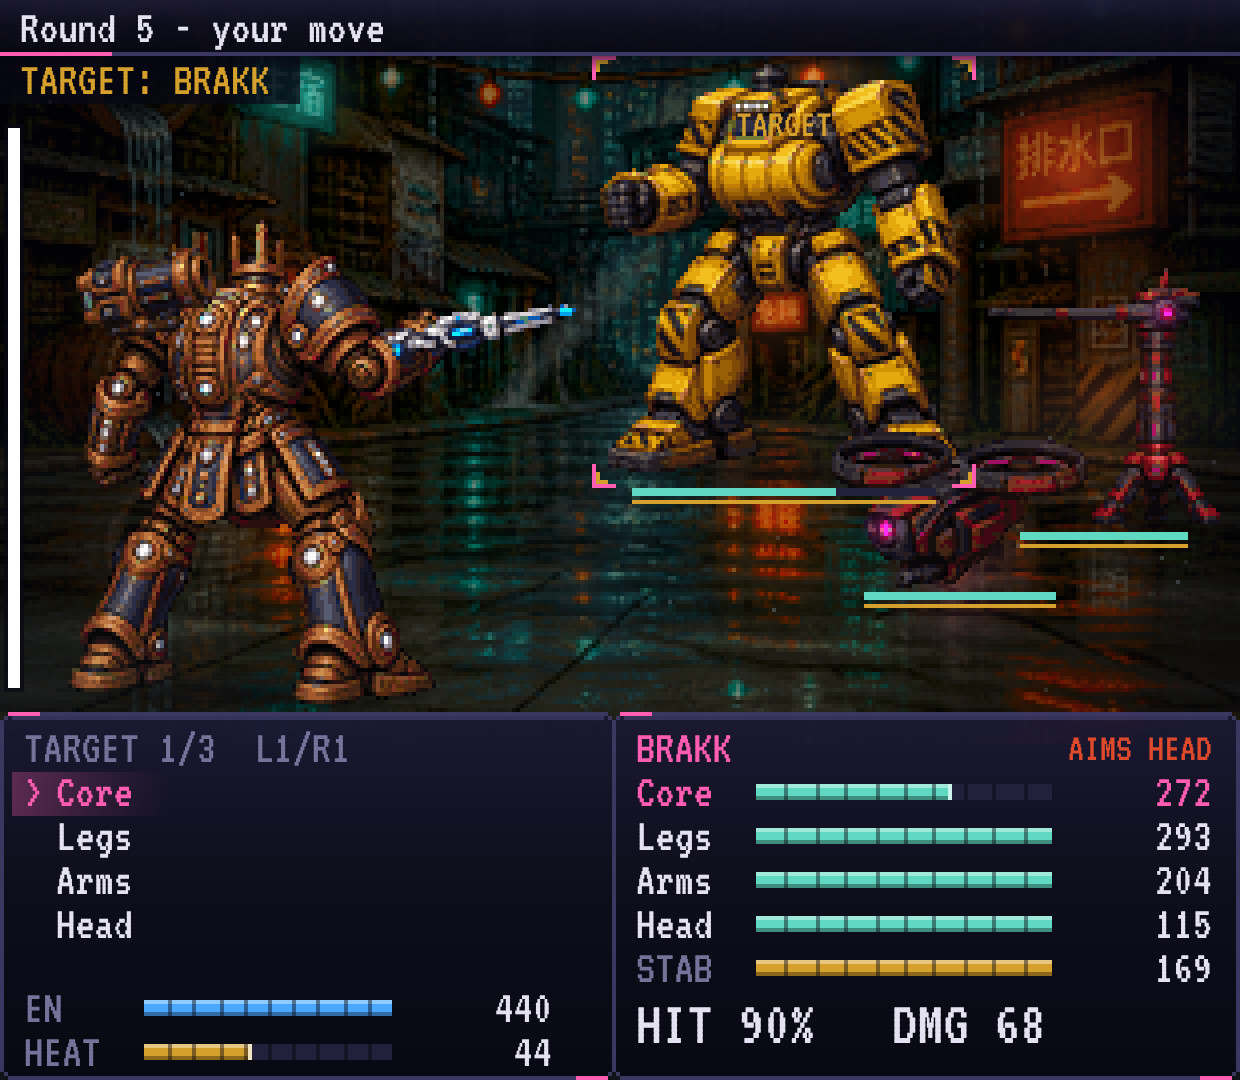 Round 5 - your move
TARGET: BRAKK
TARGET
排水口
TARGET 1/3 L1/R1
> Core
Legs
Arms
Head
EN 440
HEAT 44
BRAKK AIMS HEAD
Core 272
Legs 293
Arms 204
Head 115
STAB 169
HIT 90% DMG 68